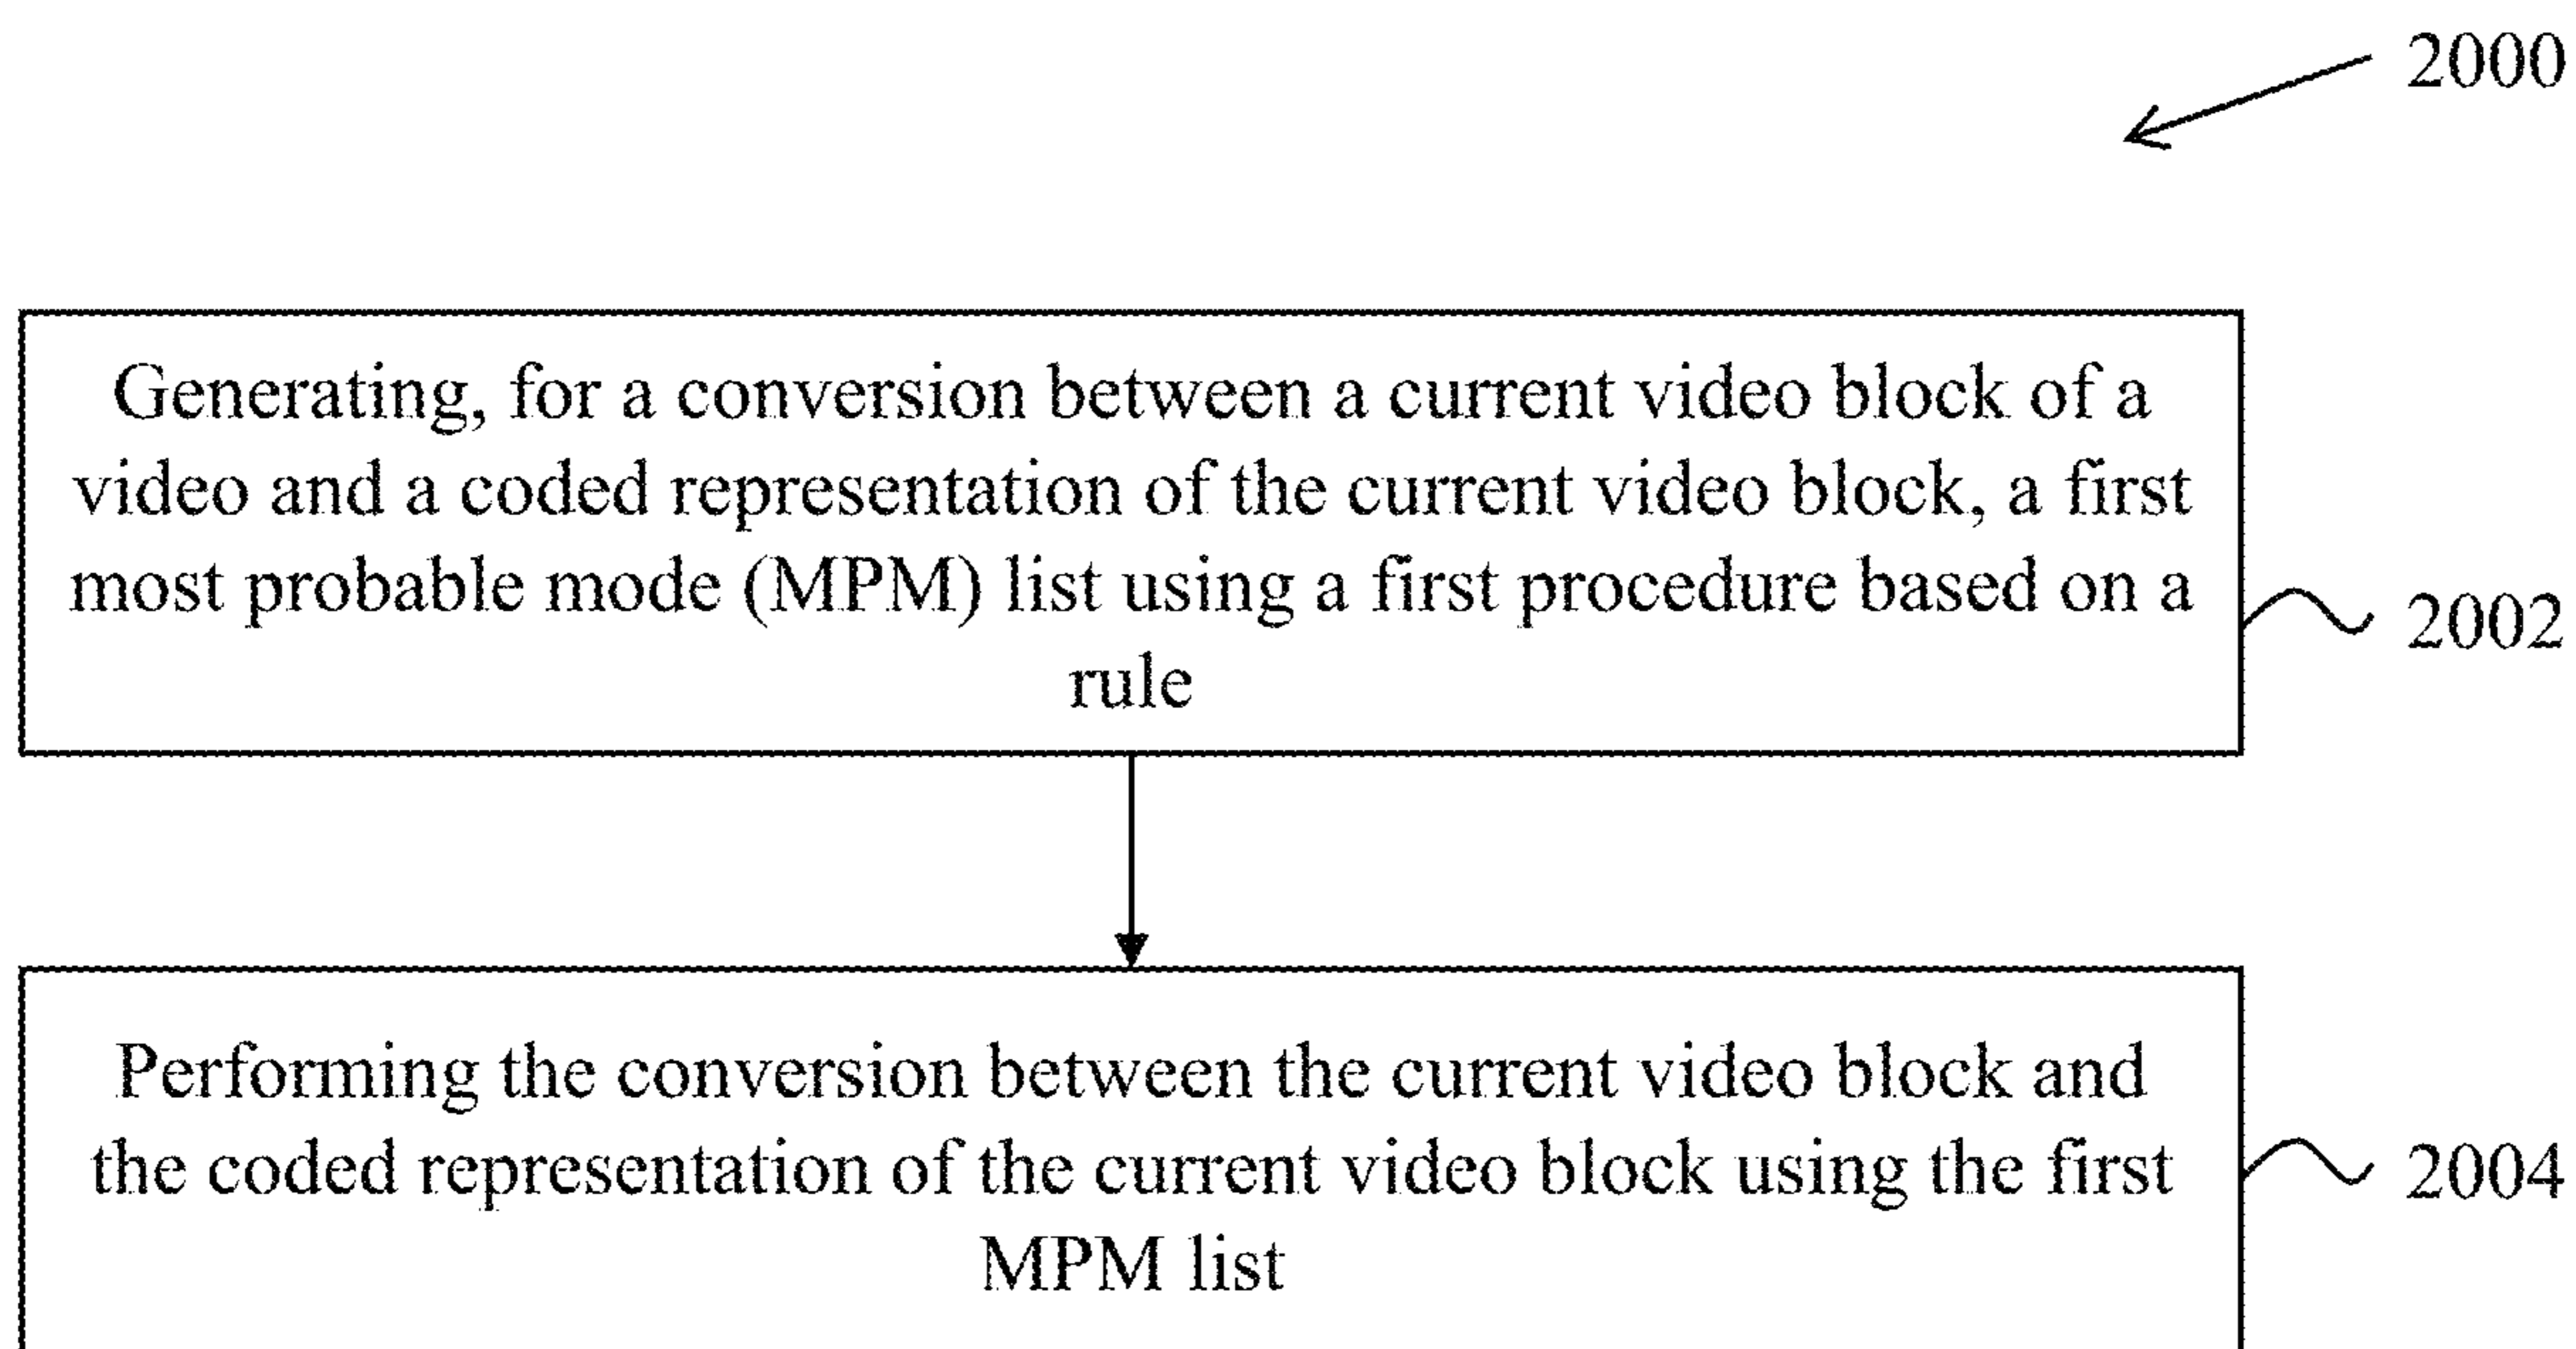 2000
Generating, for a conversion between a current video block of a
video and a coded representation of the current video block, a first
most probable mode (MPM) list using a first procedure based on a
rule
2002
Performing the conversion between the current video block and
the coded representation of the current video block using the first
MPM list
2004